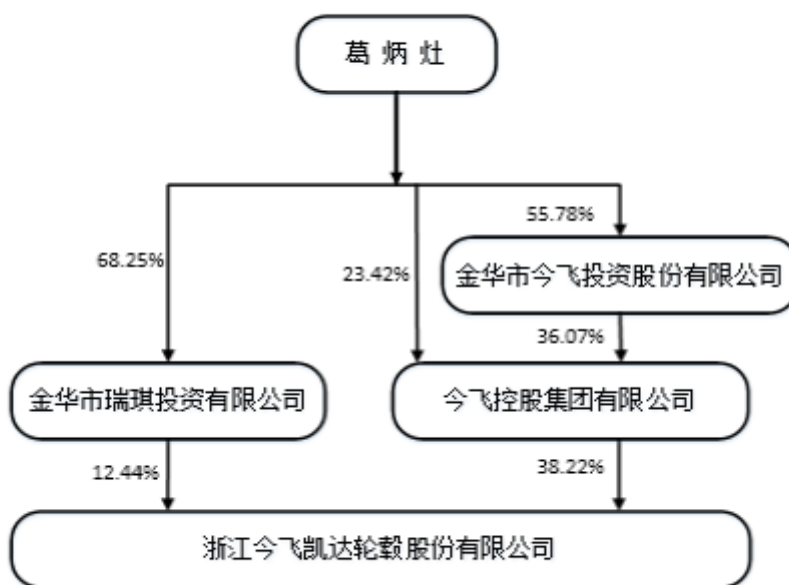 葛 炳 灶
55.78%
68.25%
23.42%
金华市今飞投资股份有限公司
36.07%
金华市瑞琪投资有限公司
今飞控股集团有限公司
12.44%
38.22%
浙江今飞凯达轮毂股份有限公司